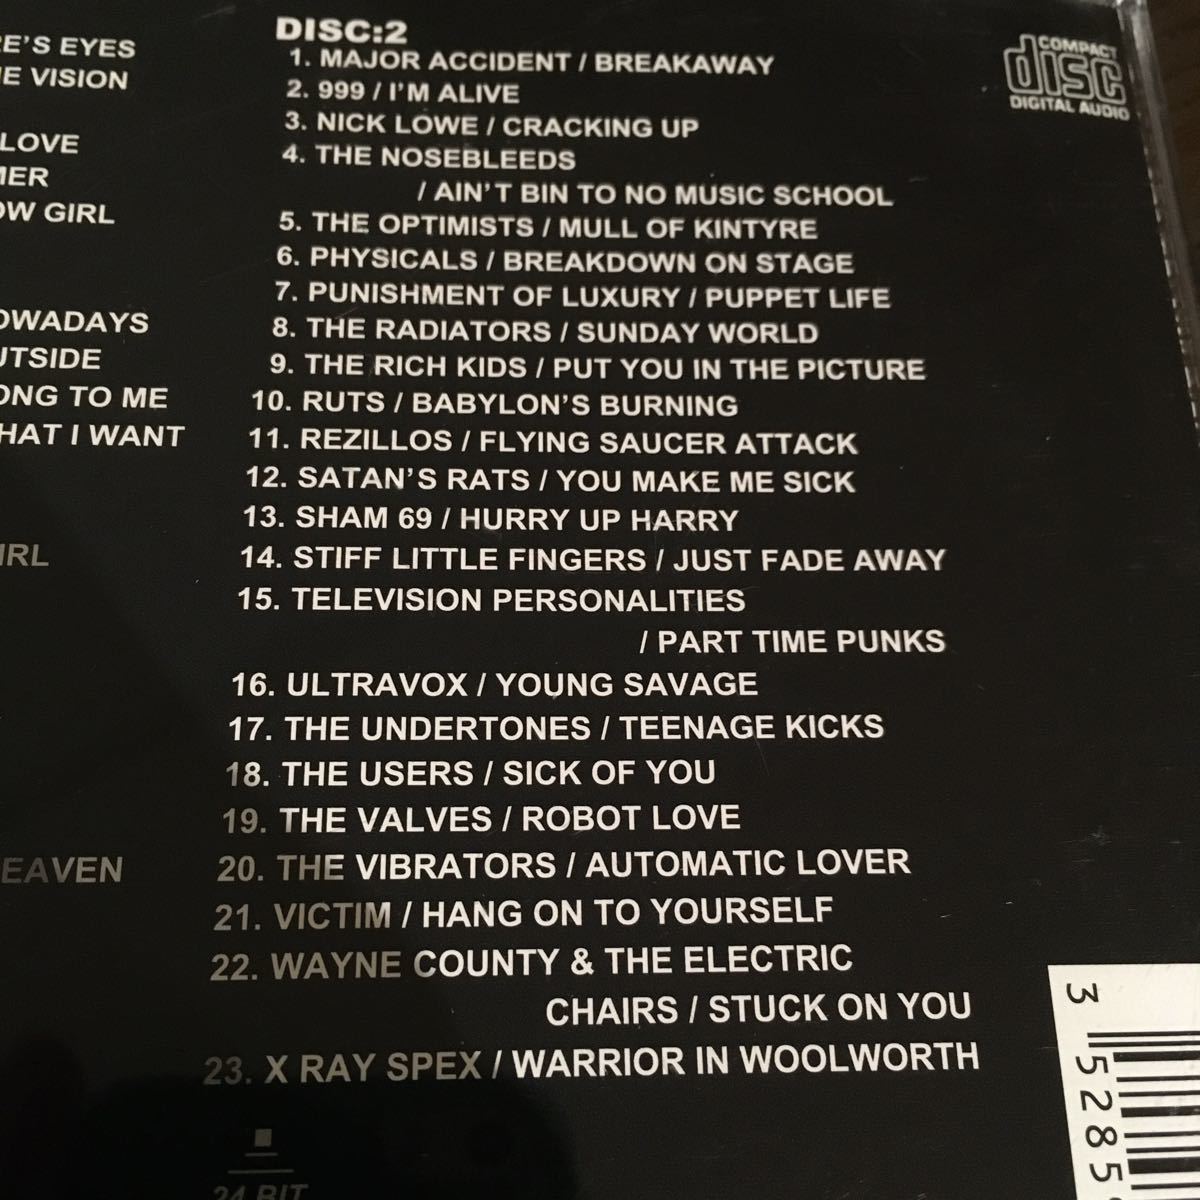 E'S EYES
E VISION
LOVE
MER
OW GIRL
OWADAYS
UTSIDE
ONG TO ME
HAT I WANT
IRL
EAVEN
DISC:2
1. MAJOR ACCIDENT / BREAKAWAY
2. 999 / I'M ALIVE
3. NICK LOWE / CRACKING UP
4. THE NOSEBLEEDS
/ AIN'T BIN TO NO MUSIC SCHOOL
5. THE OPTIMISTS / MULL OF KINTYRE
6. PHYSICALS / BREAKDOWN ON STAGE
7. PUNISHMENT OF LUXURY / PUPPET LIFE
8. THE RADIATORS / SUNDAY WORLD
9. THE RICH KIDS / PUT YOU IN THE PICTURE
10. RUTS / BABYLON'S BURNING
11. REZILLOS / FLYING SAUCER ATTACK
12. SATAN'S RATS / YOU MAKE ME SICK
13. SHAM 69 / HURRY UP HARRY
14. STIFF LITTLE FINGERS / JUST FADE AWAY
15. TELEVISION PERSONALITIES
/ PART TIME PUNKS
16. ULTRAVOX / YOUNG SAVAGE
17. THE UNDERTONES / TEENAGE KICKS
18. THE USERS / SICK OF YOU
19. THE VALVES / ROBOT LOVE
20. THE VIBRATORS / AUTOMATIC LOVER
21. VICTIM / HANG ON TO YOURSELF
22. WAYNE COUNTY & THE ELECTRIC
CHAIRS / STUCK ON YOU
23. X RAY SPEX / WARRIOR IN WOOLWORTH
24 BIT
COMPACT
disc
DIGITAL AUDIO
3 5285